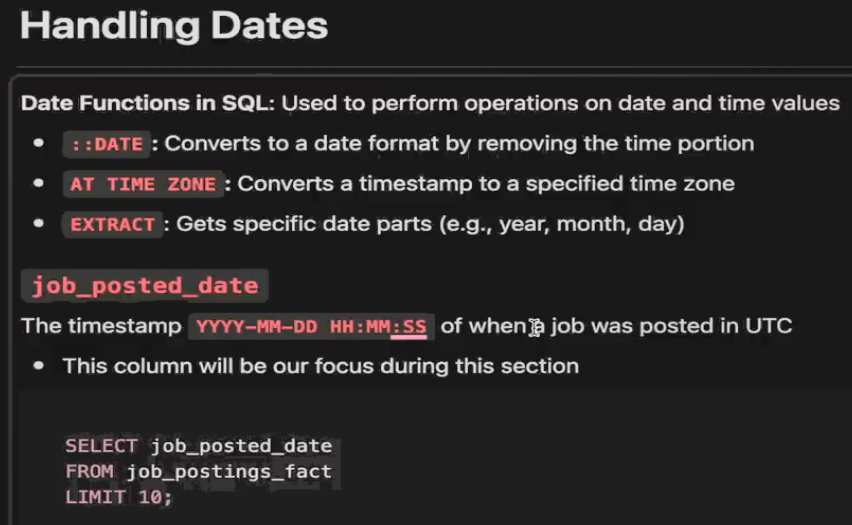 Handling Dates
Date Functions in SQL: Used to perform operations on date and time values
• ::DATE : Converts to a date format by removing the time portion
• AT TIME ZONE : Converts a timestamp to a specified time zone
• EXTRACT : Gets specific date parts (e.g., year, month, day)
job_posted_date
The timestamp YYYY-MM-DD HH:MM:SS of when a job was posted in UTC
• This column will be our focus during this section
SELECT job_posted_date
FROM job_postings_fact
LIMIT 10;